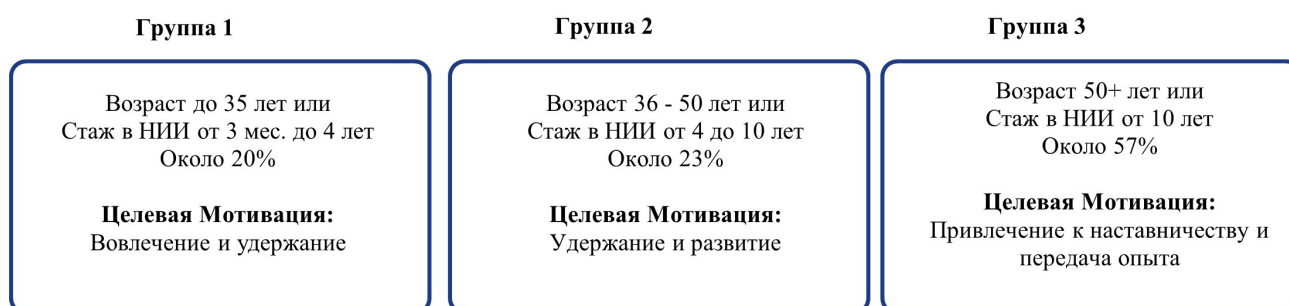 Группа 1
Возраст до 35 лет или
Стаж в НИИ от 3 мес. до 4 лет
Около 20%
Целевая Мотивация:
Вовлечение и удержание
Группа 2
Возраст 36 - 50 лет или
Стаж в НИИ от 4 до 10 лет
Около 23%
Целевая Мотивация:
Удержание и развитие
Группа 3
Возраст 50+ лет или
Стаж в НИИ от 10 лет
Около 57%
Целевая Мотивация:
Привлечение к наставничеству и
передача опыта